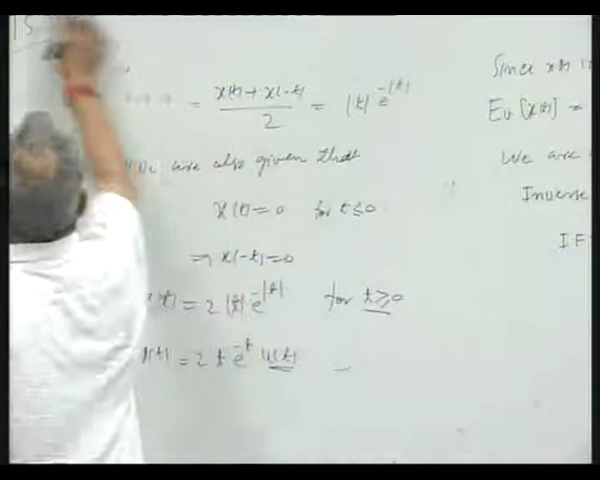 15
= x(t)+x(-t) / 2 = |t| e^-|t|
We are also given that
x(t)=0 for t≤0
⇒ x(-t)=0
x(t) = 2|t|e^-|t| for t≥0
x(t) = 2 t e^-t u(t)
Since x(t) i
Ev[x(t)] =
We are
Inverse
IF